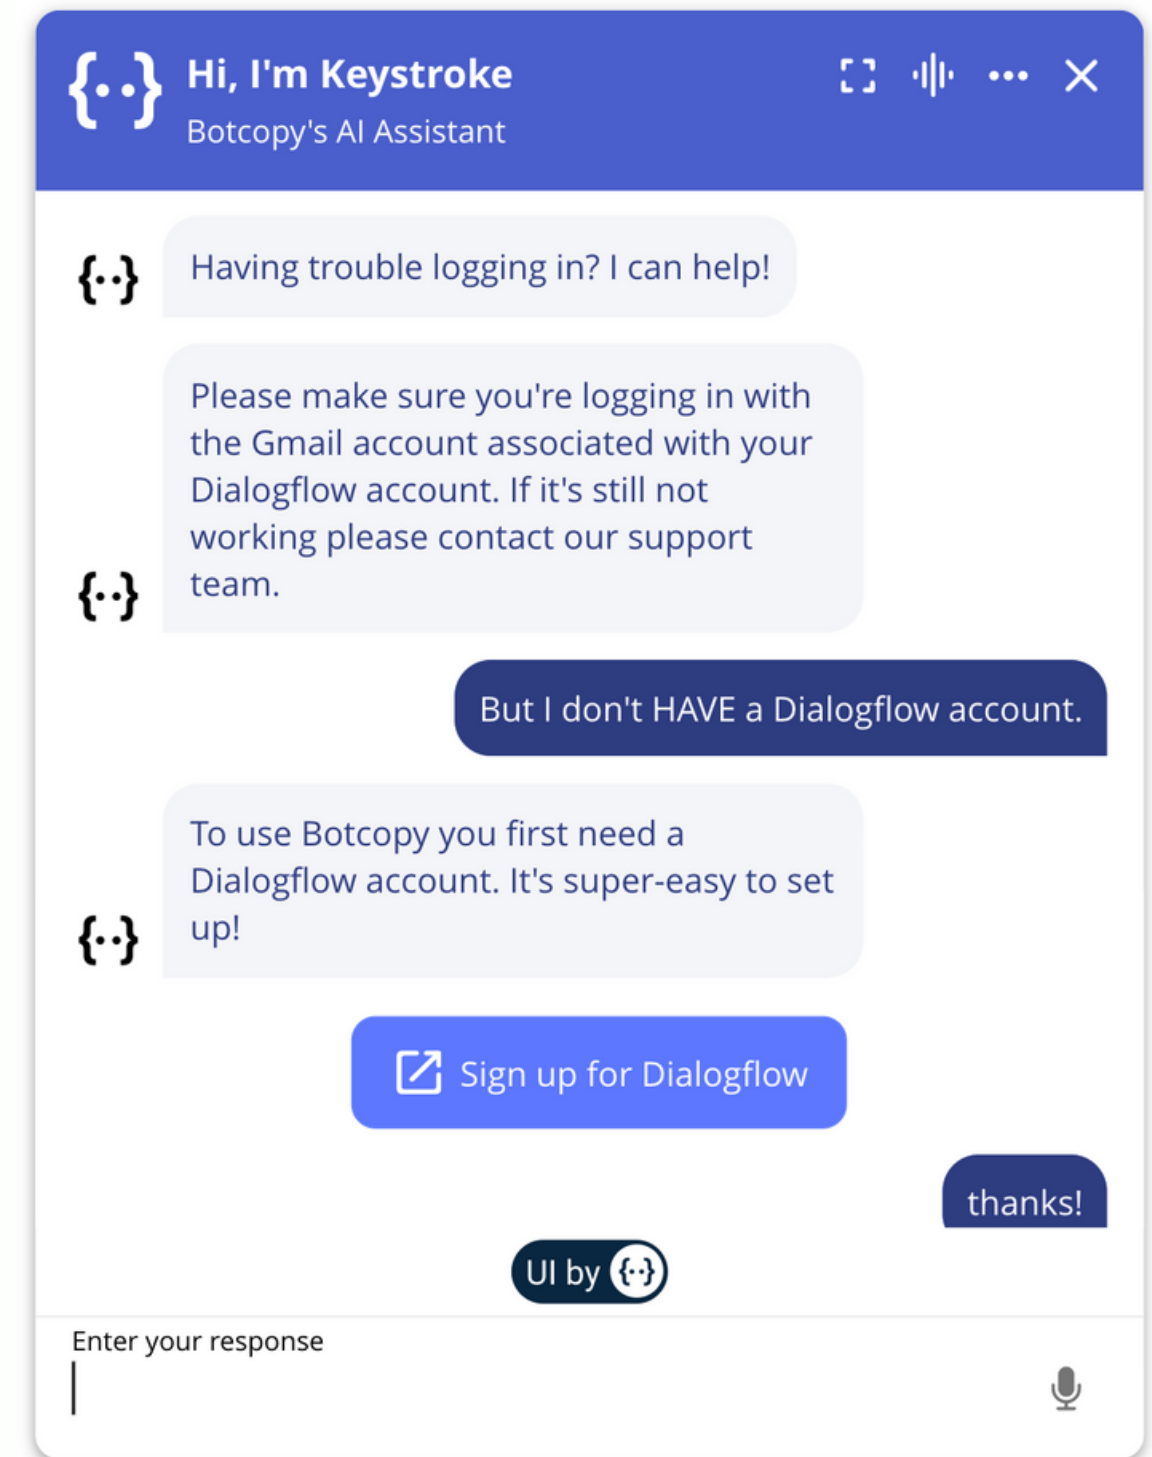 Hi, I'm Keystroke
Botcopy's AI Assistant
Having trouble logging in? I can help!
Please make sure you're logging in with
the Gmail account associated with your
Dialogflow account. If it's still not
working please contact our support
team.
But I don't HAVE a Dialogflow account.
To use Botcopy you first need a
Dialogflow account. It's super-easy to set
up!
Sign up for Dialogflow
thanks!
UI by
Enter your response